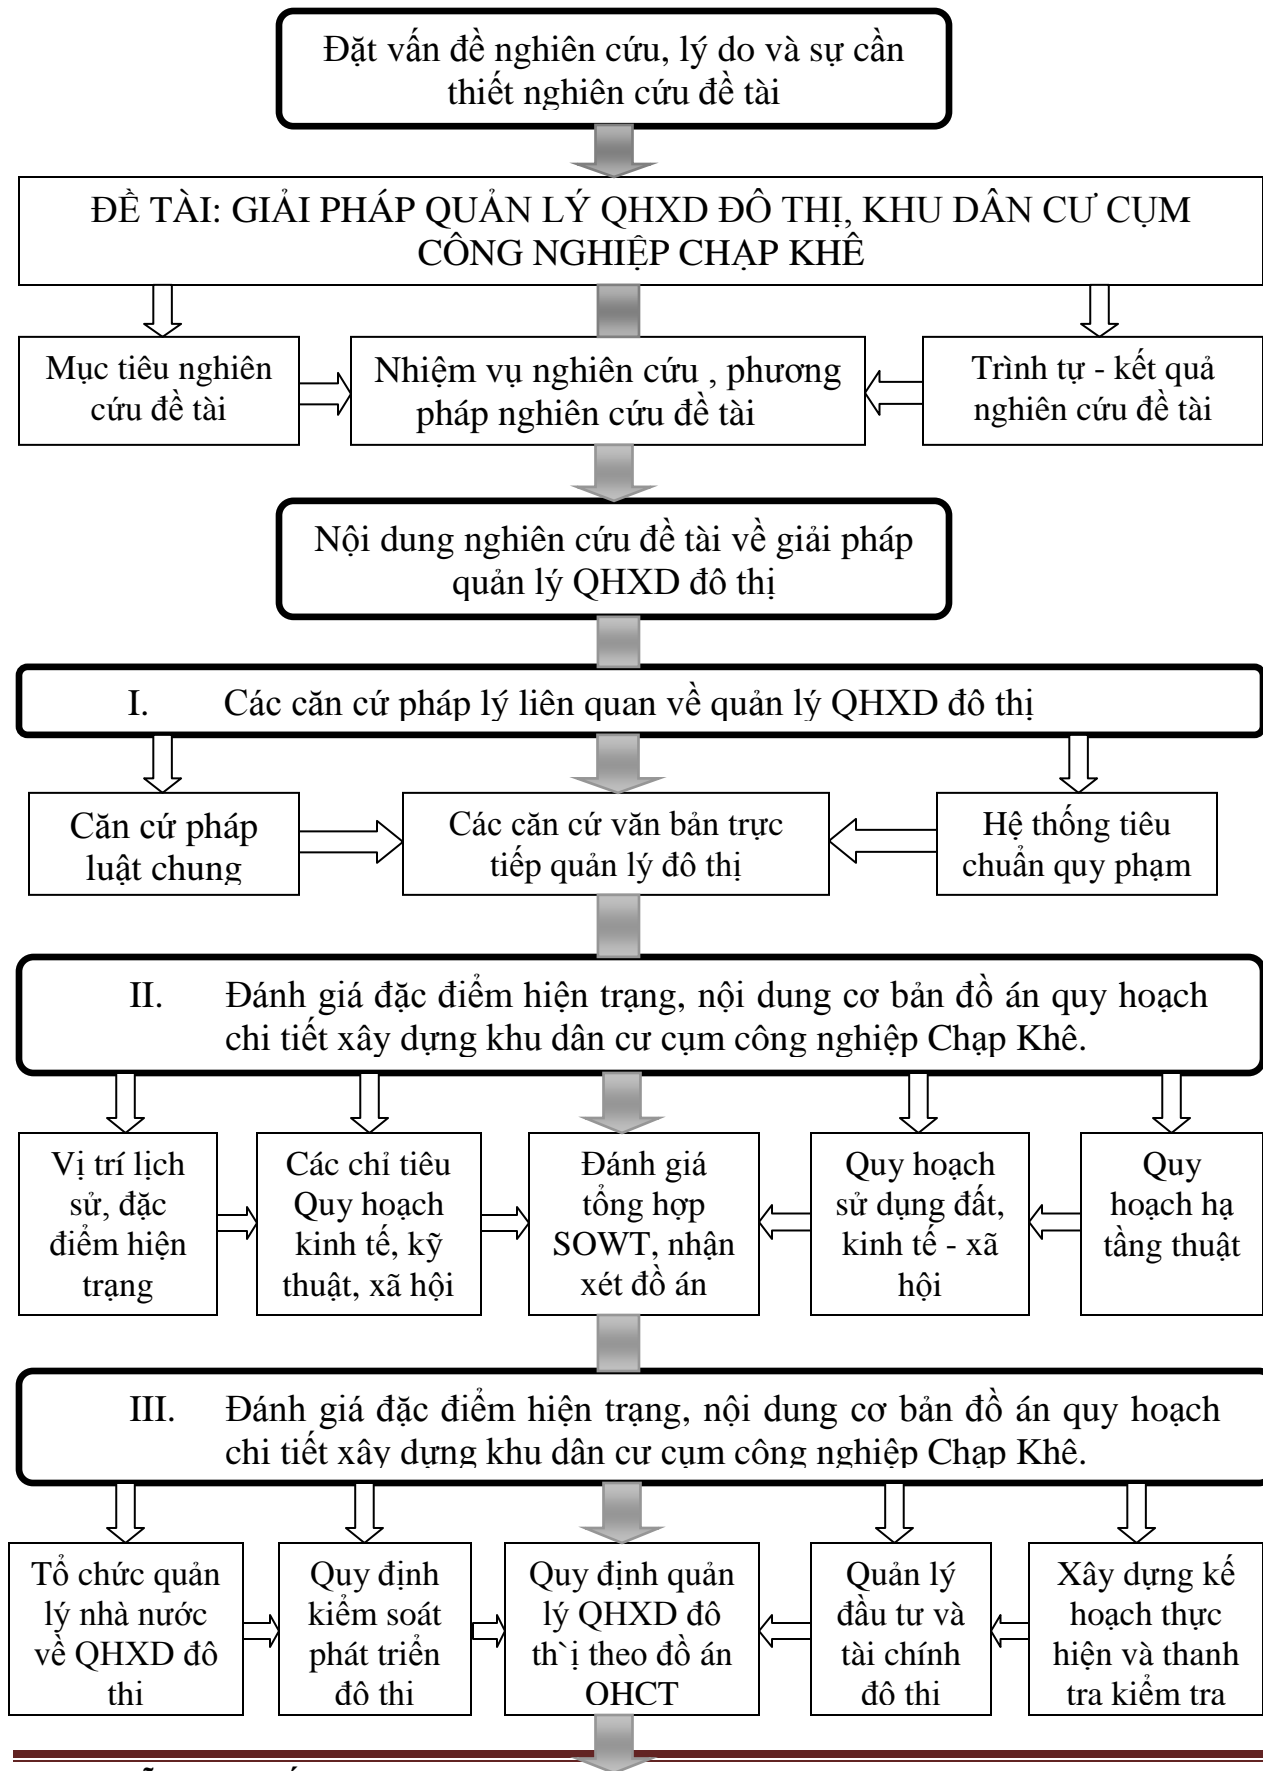 Đặt vấn đề nghiên cứu, lý do và sự cần
thiết nghiên cứu đề tài
ĐỀ TÀI: GIẢI PHÁP QUẢN LÝ QHXD ĐÔ THỊ, KHU DÂN CƯ CỤM
CÔNG NGHIỆP CHẠP KHÊ
Mục tiêu nghiên
cứu đề tài
Nhiệm vụ nghiên cứu , phương
pháp nghiên cứu đề tài
Trình tự - kết quả
nghiên cứu đề tài
Nội dung nghiên cứu đề tài về giải pháp
quản lý QHXD đô thị
I. Các căn cứ pháp lý liên quan về quản lý QHXD đô thị
Căn cứ pháp
luật chung
Các căn cứ văn bản trực
tiếp quản lý đô thị
Hệ thống tiêu
chuẩn quy phạm
II. Đánh giá đặc điểm hiện trạng, nội dung cơ bản đồ án quy hoạch
chi tiết xây dựng khu dân cư cụm công nghiệp Chạp Khê.
Vị trí lịch
sử, đặc
điểm hiện
trạng
Các chỉ tiêu
Quy hoạch
kinh tế, kỹ
thuật, xã hội
Đánh giá
tổng hợp
SOWT, nhận
xét đồ án
Quy hoạch
sử dụng đất,
kinh tế - xã
hội
Quy
hoạch hạ
tầng thuật
III. Đánh giá đặc điểm hiện trạng, nội dung cơ bản đồ án quy hoạch
chi tiết xây dựng khu dân cư cụm công nghiệp Chạp Khê.
Tổ chức quản
lý nhà nước
về QHXD đô
thi
Quy định
kiểm soát
phát triển
đô thi
Quy định quản
lý QHXD đô
th`ị theo đồ án
OHCT
Quản lý
đầu tư và
tài chính
đô thi
Xây dựng kế
hoạch thực
hiện và thanh
tra kiểm tra